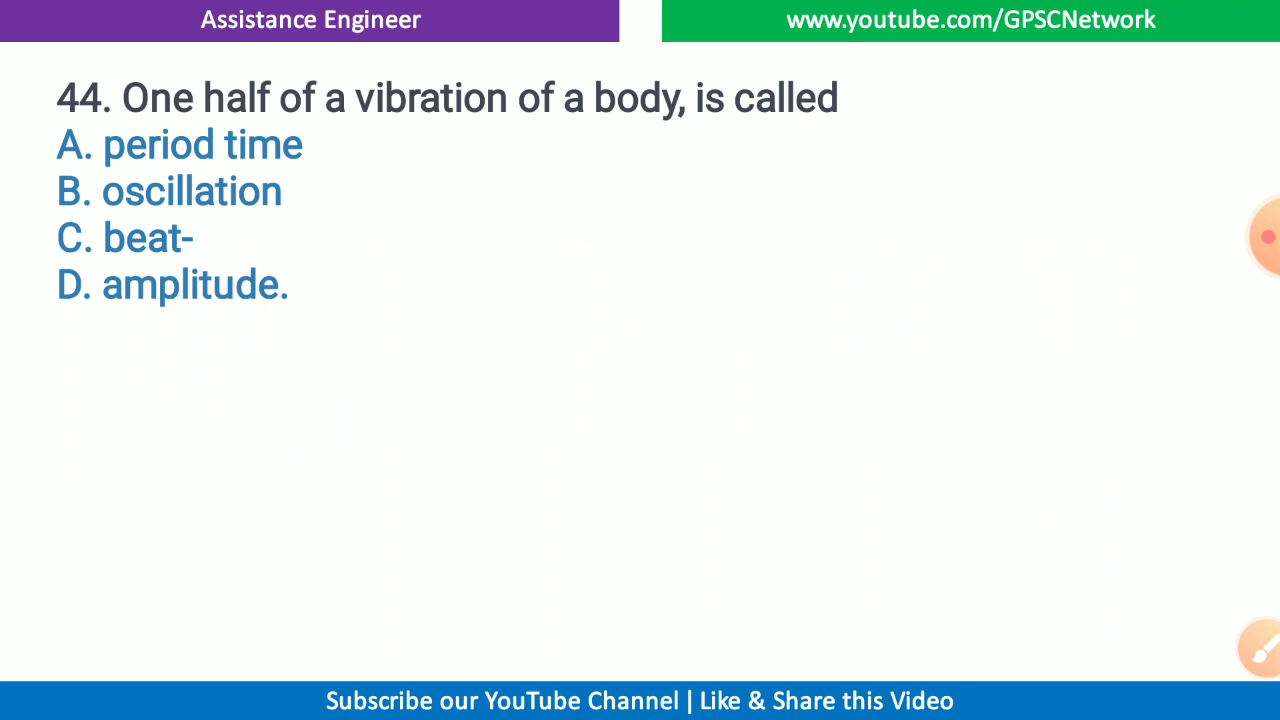 Assistance Engineer
www.youtube.com/GPSCNetwork
44. One half of a vibration of a body, is called
A. period time
B. oscillation
C. beat-
D. amplitude.
Subscribe our YouTube Channel | Like & Share this Video